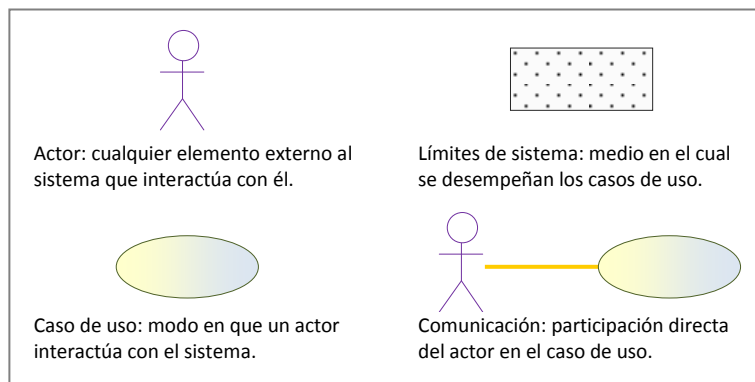 Actor: cualquier elemento externo al
sistema que interactúa con él.
Límites de sistema: medio en el cual
se desempeñan los casos de uso.
Caso de uso: modo en que un actor
interactúa con el sistema.
Comunicación: participación directa
del actor en el caso de uso.